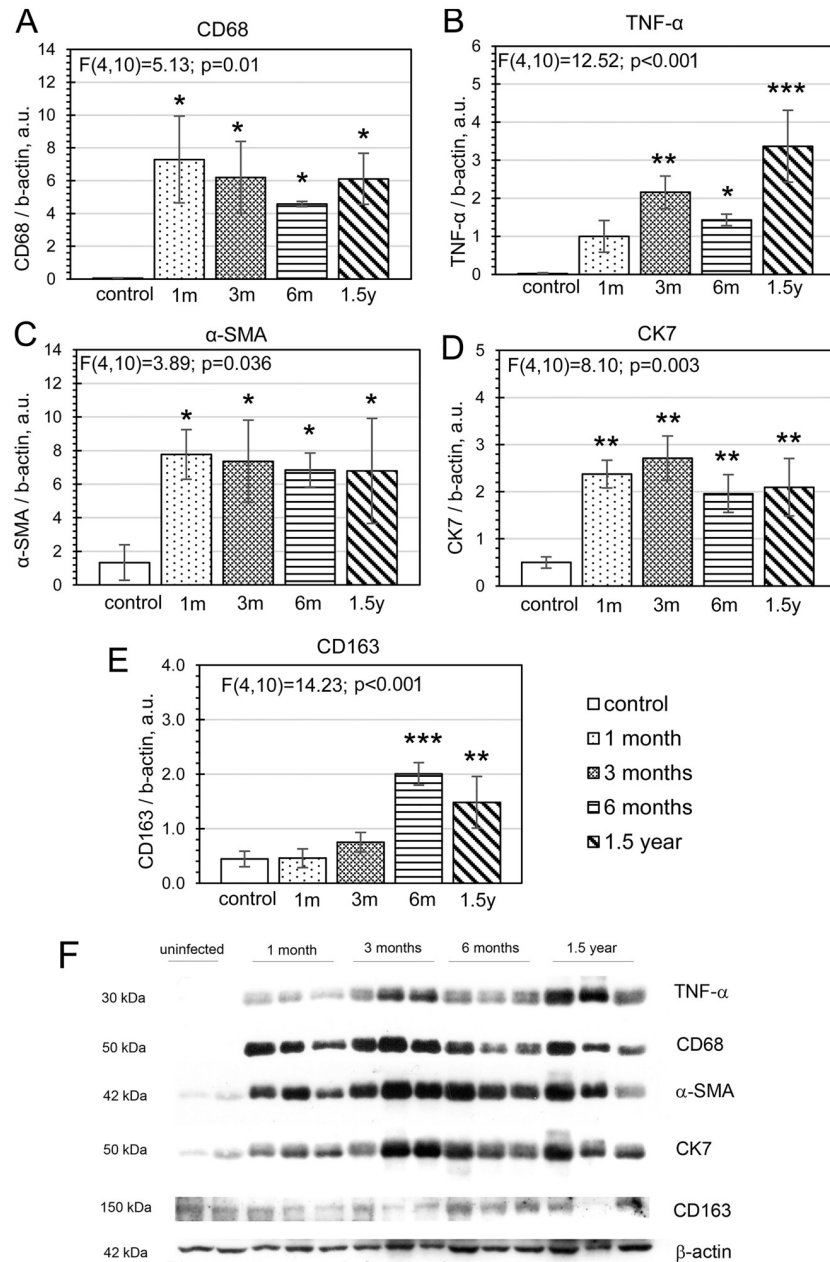 A
CD68
F(4,10)=5.13; p=0.01
CD68 / b-actin, a.u.
14
12
10
8
6
4
2
0
* * * *
control 1m 3m 6m 1.5y
B
TNF-α
F(4,10)=12.52; p<0.001
TNF-α / b-actin, a.u.
6
5
4
3
2
1
0
** * ***
control 1m 3m 6m 1.5y
C
α-SMA
F(4,10)=3.89; p=0.036
α-SMA / b-actin, a.u.
14
12
10
8
6
4
2
0
* * * *
control 1m 3m 6m 1.5y
D
CK7
F(4,10)=8.10; p=0.003
CK7 / b-actin, a.u.
5
4
3
2
1
0
** ** ** **
control 1m 3m 6m 1.5y
E
CD163
F(4,10)=14.23; p<0.001
CD163 / b-actin, a.u.
4.0
3.0
2.0
1.0
0.0
*** **
control 1m 3m 6m 1.5y
control
1 month
3 months
6 months
1.5 year
F
uninfected 1 month 3 months 6 months 1.5 year
30 kDa TNF-α
50 kDa CD68
42 kDa α-SMA
50 kDa CK7
150 kDa CD163
42 kDa β-actin